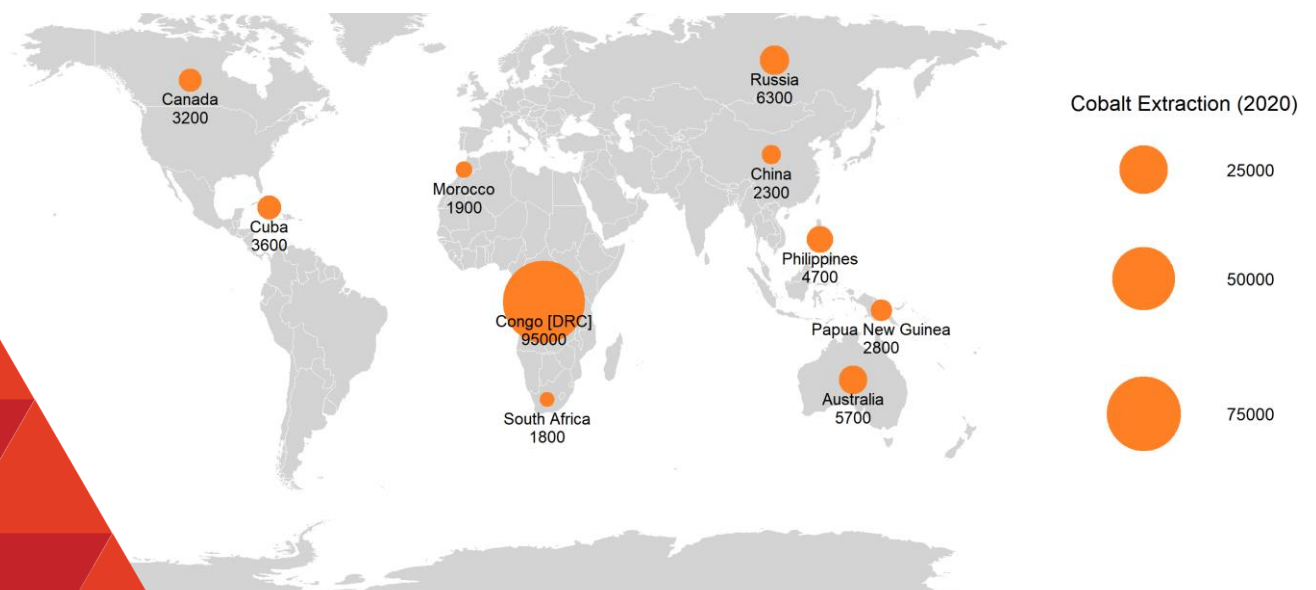 Russia
6300
Canada
3200
Cobalt Extraction (2020)
25000
China
2300
Morocco
1900
Cuba
3600
Philippines
4700
50000
Congo [DRC]
95000
Papua New Guinea
2800
Australia
5700
South Africa
1800
75000